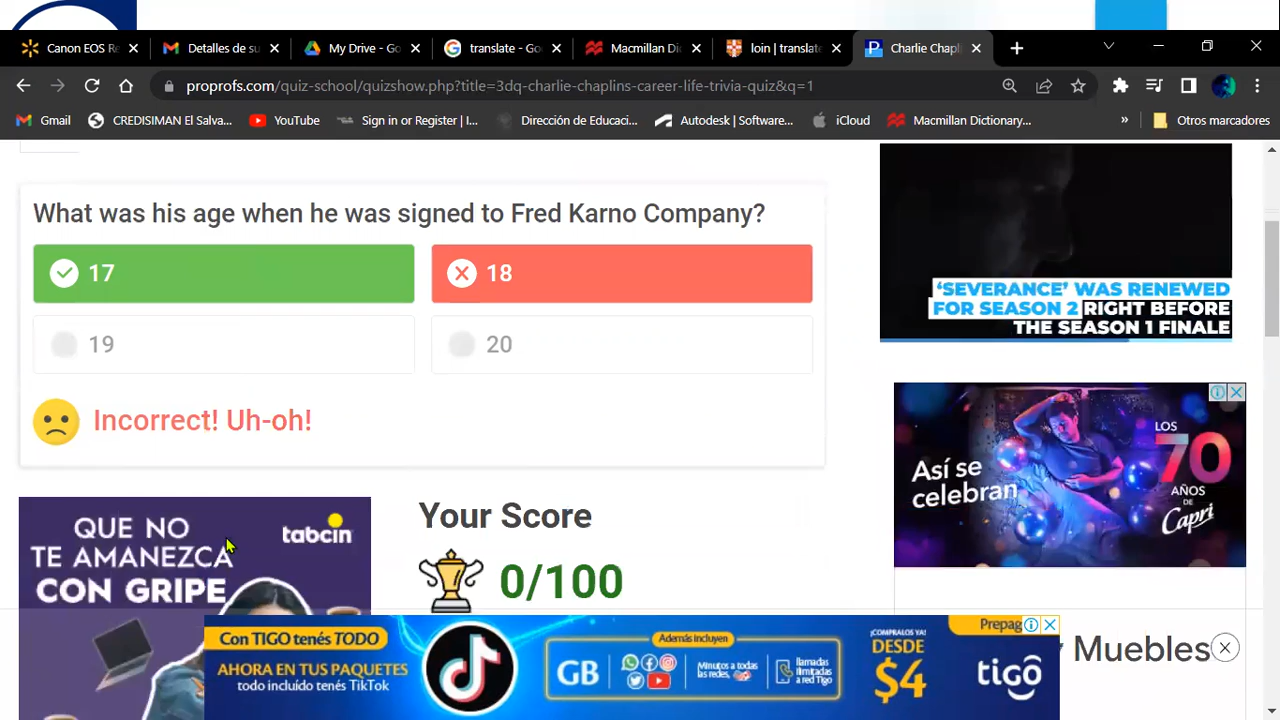 Canon EOS Re
Detalles de su
My Drive - Go
translate - Goo
Macmillan Dic
loin | translate
Charlie Chapl
proprofs.com/quiz-school/quizshow.php?title=3dq-charlie-chaplins-career-life-trivia-quiz&q=1
Gmail
CREDISIMAN El Salva...
YouTube
Sign in or Register | I...
Dirección de Educaci...
Autodesk | Software...
iCloud
Macmillan Dictionary...
»
Otros marcadores
What was his age when he was signed to Fred Karno Company?
17
18
19
20
Incorrect! Uh-oh!
'SEVERANCE' WAS RENEWED
FOR SEASON 2 RIGHT BEFORE
THE SEASON 1 FINALE
Así se
celebran
LOS
70
AÑOS
DE
Capri
QUE NO
TE AMANEZCA
CON GRIPE
tabcin
Your Score
0/100
Con TIGO tenés TODO
AHORA EN TUS PAQUETES
todo incluído tenés TikTok
Además incluyen
GB
Minutos a todas
las redes,
llamadas
ilimitadas
a red Tigo
¡COMPRALOS YA!
DESDE
$4
Prepag
tigo
Muebles